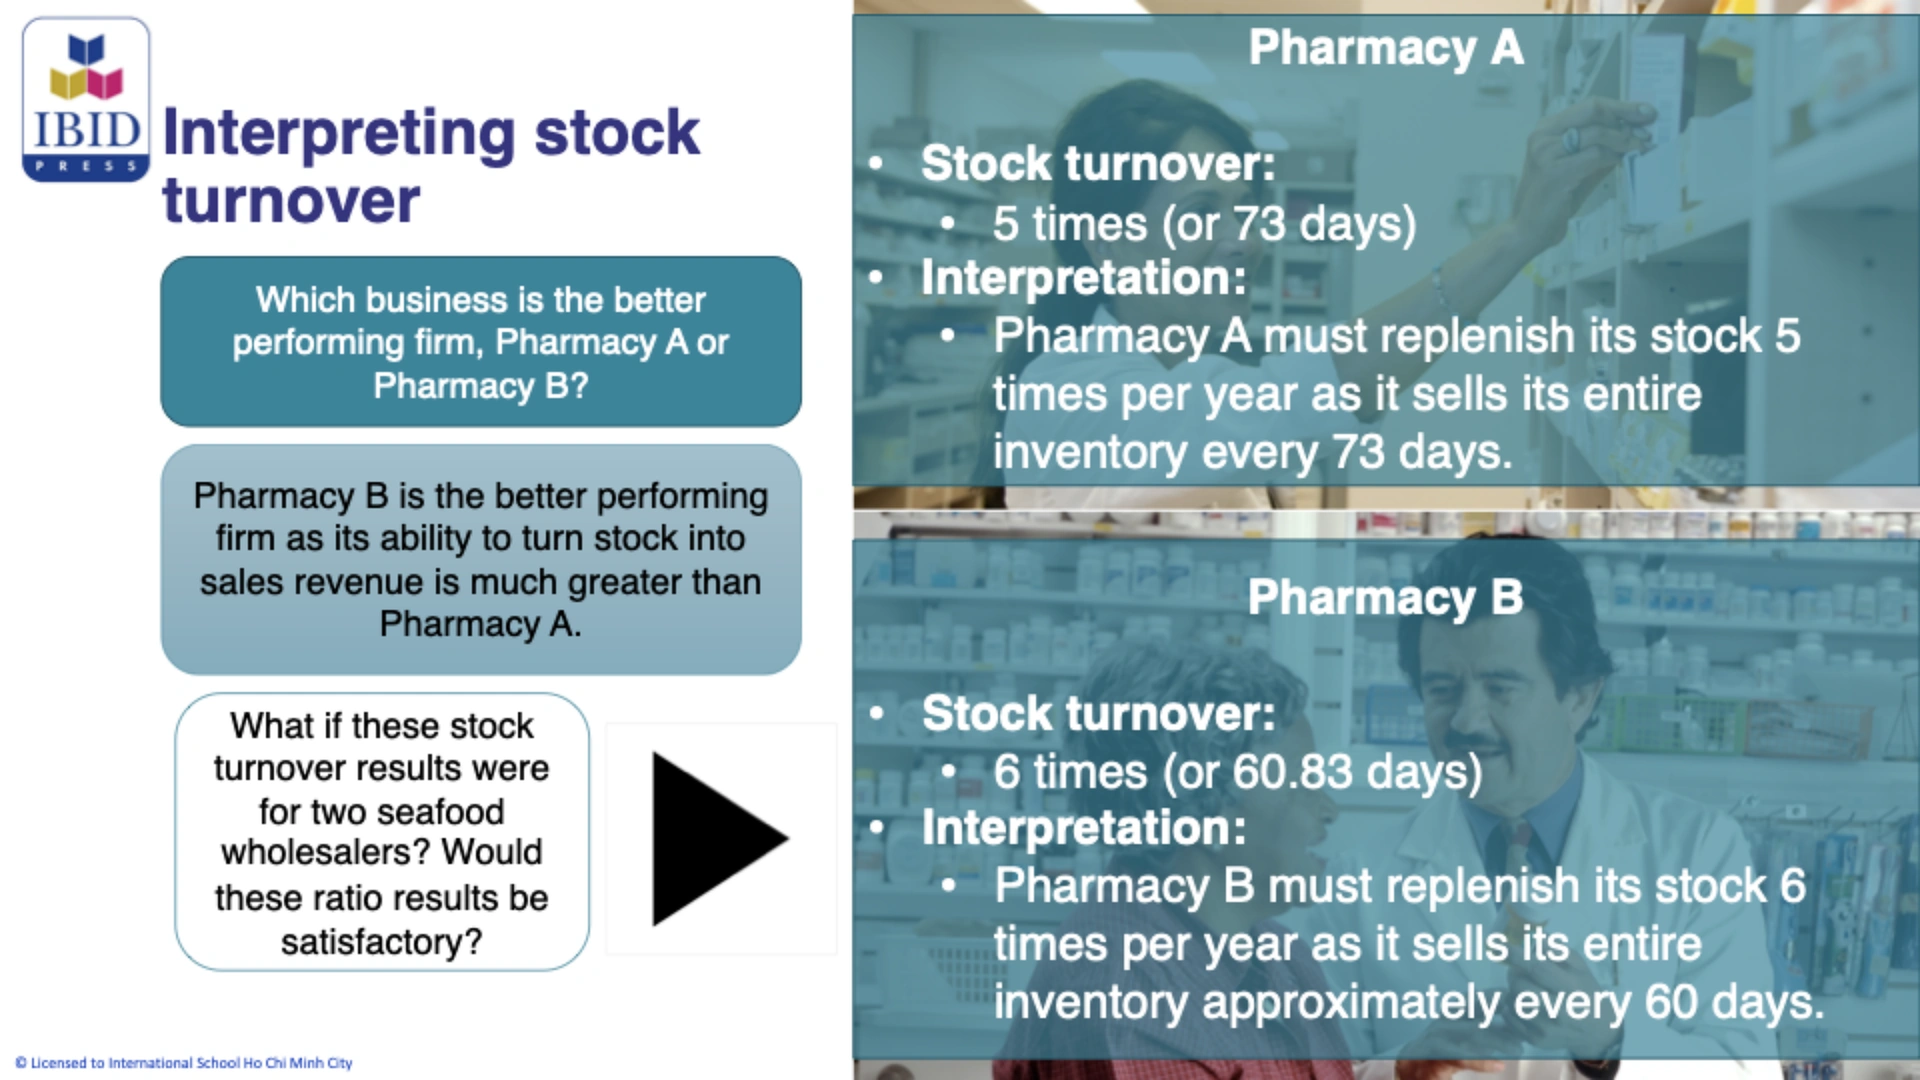 IBID
PRESS
Interpreting stock
turnover
Which business is the better
performing firm, Pharmacy A or
Pharmacy B?
Pharmacy B is the better performing
firm as its ability to turn stock into
sales revenue is much greater than
Pharmacy A.
What if these stock
turnover results were
for two seafood
wholesalers? Would
these ratio results be
satisfactory?
© Licensed to International School Ho Chi Minh City
Pharmacy A
• Stock turnover:
• 5 times (or 73 days)
• Interpretation:
• Pharmacy A must replenish its stock 5
times per year as it sells its entire
inventory every 73 days.
Pharmacy B
• Stock turnover:
• 6 times (or 60.83 days)
• Interpretation:
• Pharmacy B must replenish its stock 6
times per year as it sells its entire
inventory approximately every 60 days.